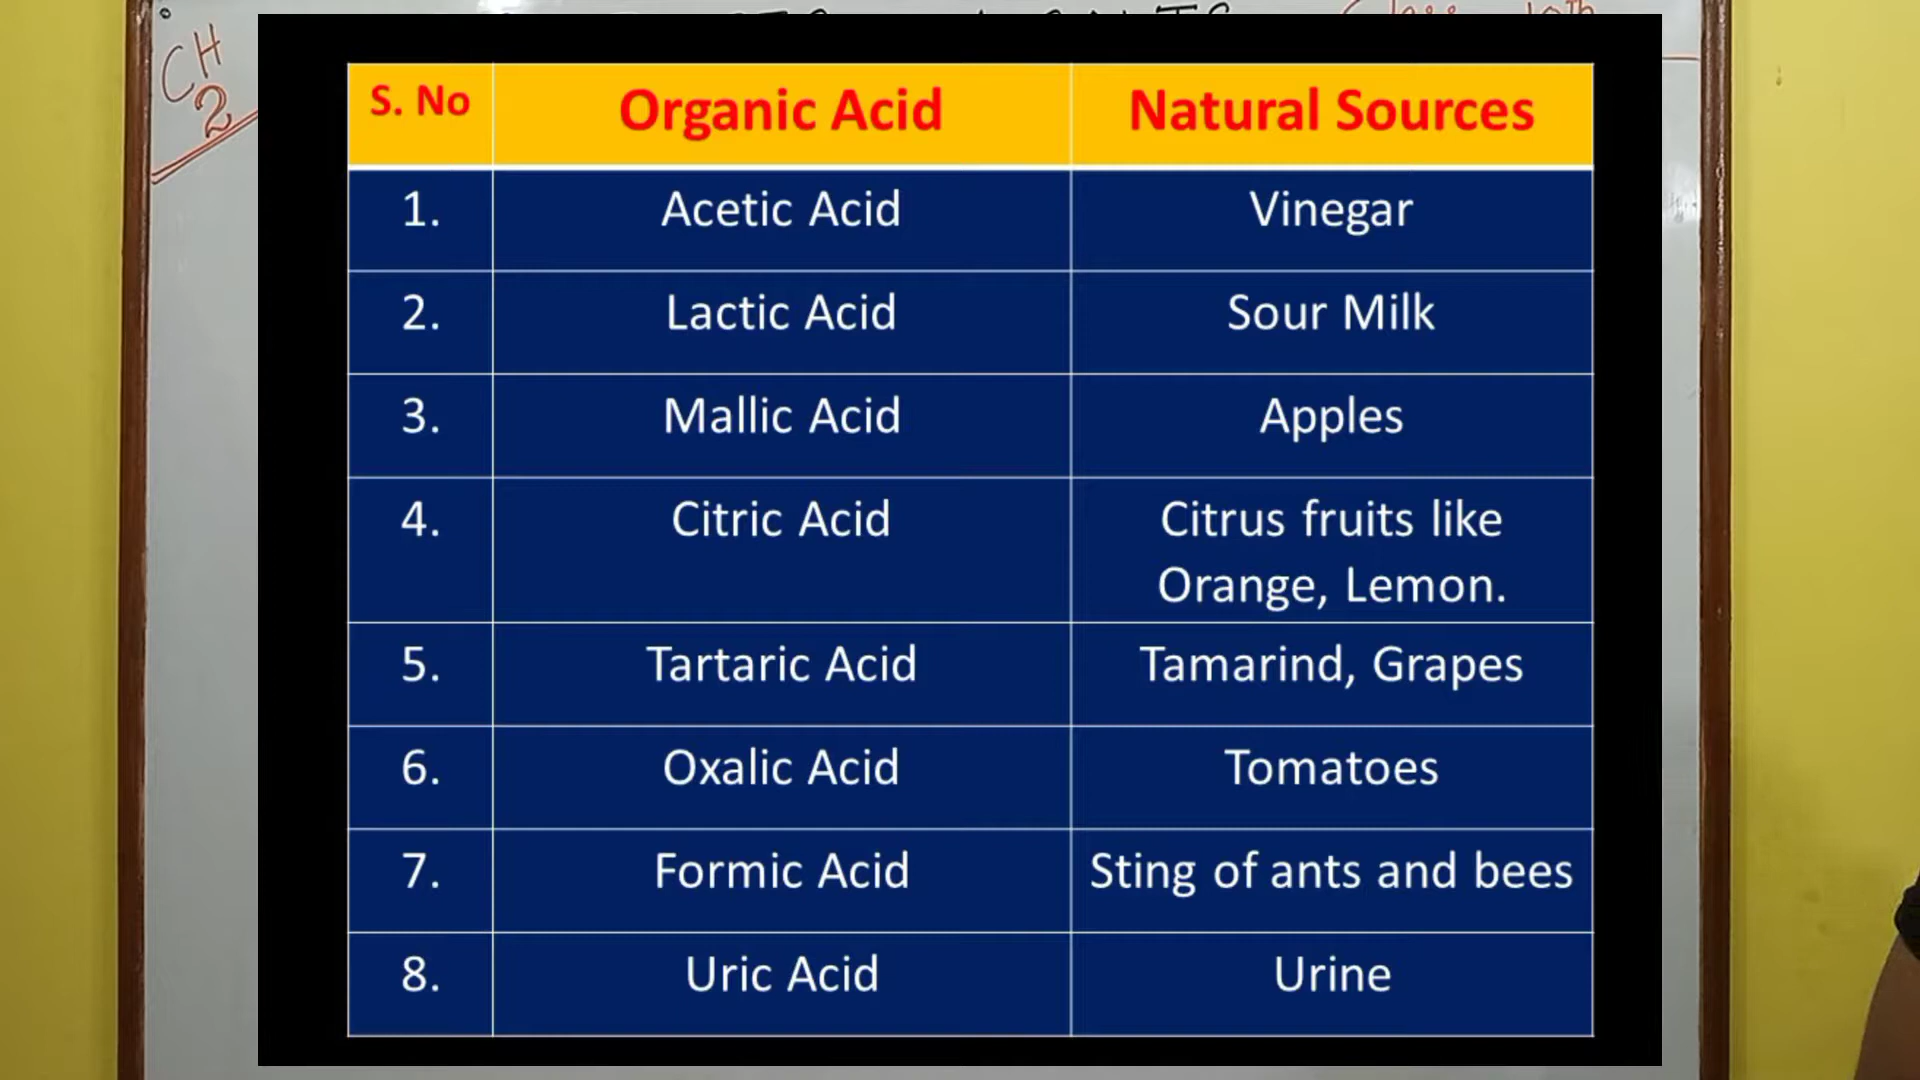 CH
2
Class 10th
S. No Organic Acid Natural Sources
1. Acetic Acid Vinegar
2. Lactic Acid Sour Milk
3. Mallic Acid Apples
4. Citric Acid Citrus fruits like
Orange, Lemon.
5. Tartaric Acid Tamarind, Grapes
6. Oxalic Acid Tomatoes
7. Formic Acid Sting of ants and bees
8. Uric Acid Urine